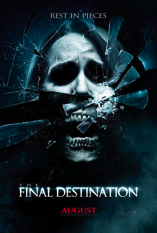 REST IN PIECES
THE
FINAL DESTINATION
AUGUST